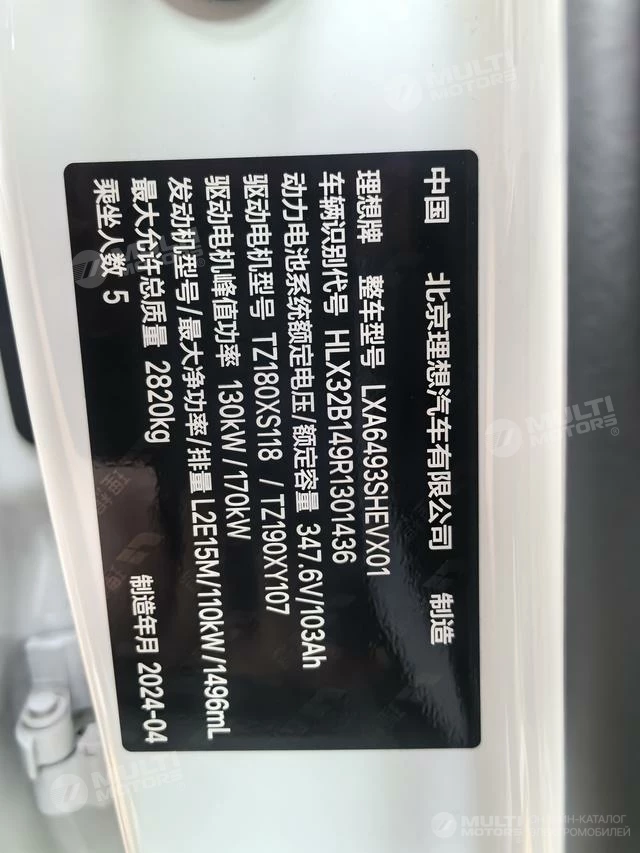 中国 北京理想汽车有限公司 制造
理想牌 整车型号 LXA6493SHEVX01
车辆识别代号 HLX32B149R1301436
动力电池系统额定电压/额定容量 347.6V/103Ah
驱动电机型号 TZ180XS118 / TZ190XY107
驱动电机峰值功率 130kW/170kW
发动机型号/最大净功率/排量 L2E15M/110kW/1496mL
最大允许总质量 2820kg 制造年月 2024-04
乘坐人数 5
MULTI MOTORS
MULTI MOTORS
MULTI MOTORS
MULTI MOTORS
MULTI MOTORS ОНЛАЙН-КАТАЛОГ ЭЛЕКТРОМОБИЛЕЙ